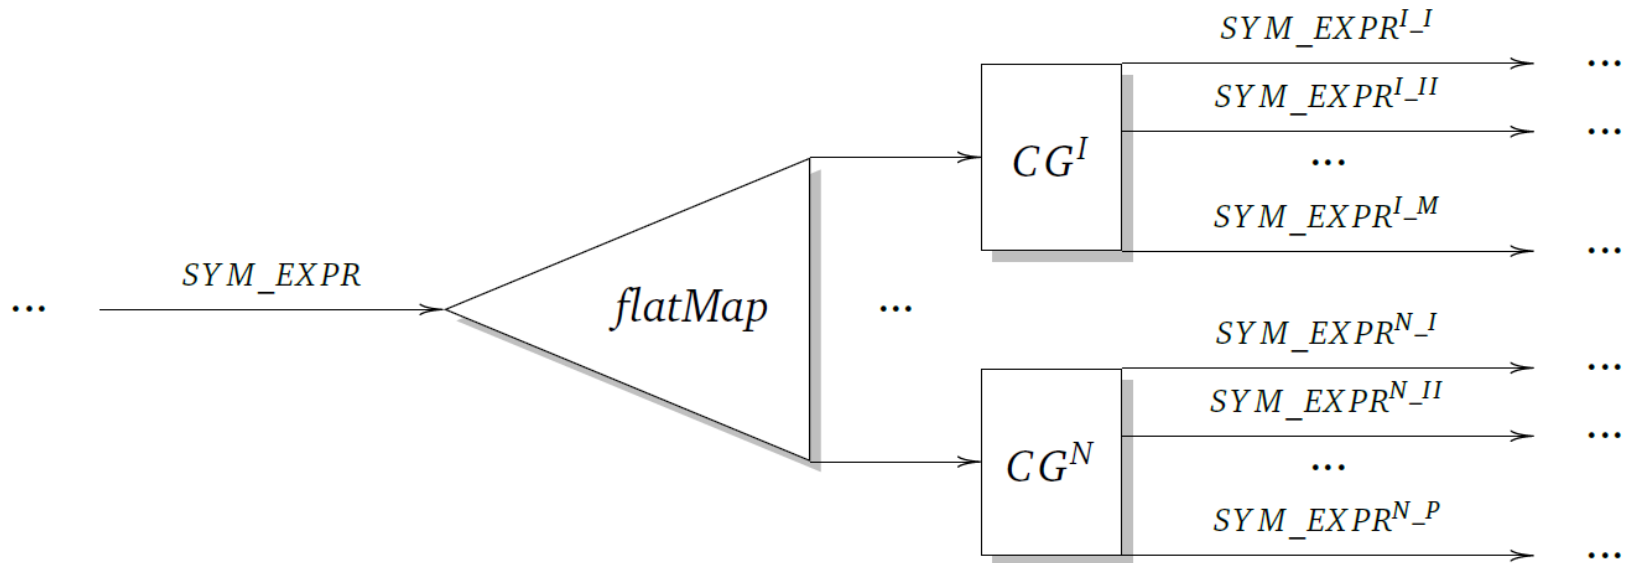 SYM_EXPR^{I_I}
...
SYM_EXPR^{I_II}
...
CG^I
...
SYM_EXPR^{I_M}
...
SYM_EXPR
...
flatMap
...
SYM_EXPR^{N_I}
...
SYM_EXPR^{N_II}
...
CG^N
...
SYM_EXPR^{N_P}
...